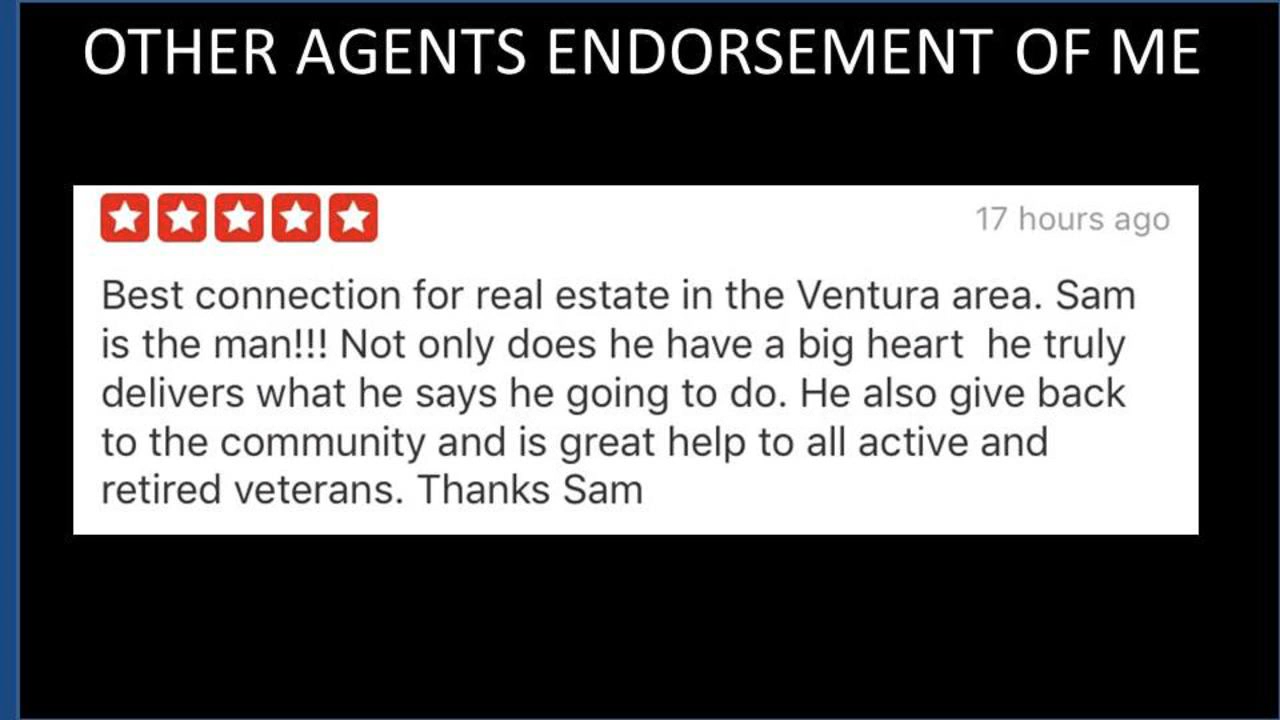 OTHER AGENTS ENDORSEMENT OF ME
17 hours ago
Best connection for real estate in the Ventura area. Sam
is the man!!! Not only does he have a big heart  he truly
delivers what he says he going to do. He also give back
to the community and is great help to all active and
retired veterans. Thanks Sam